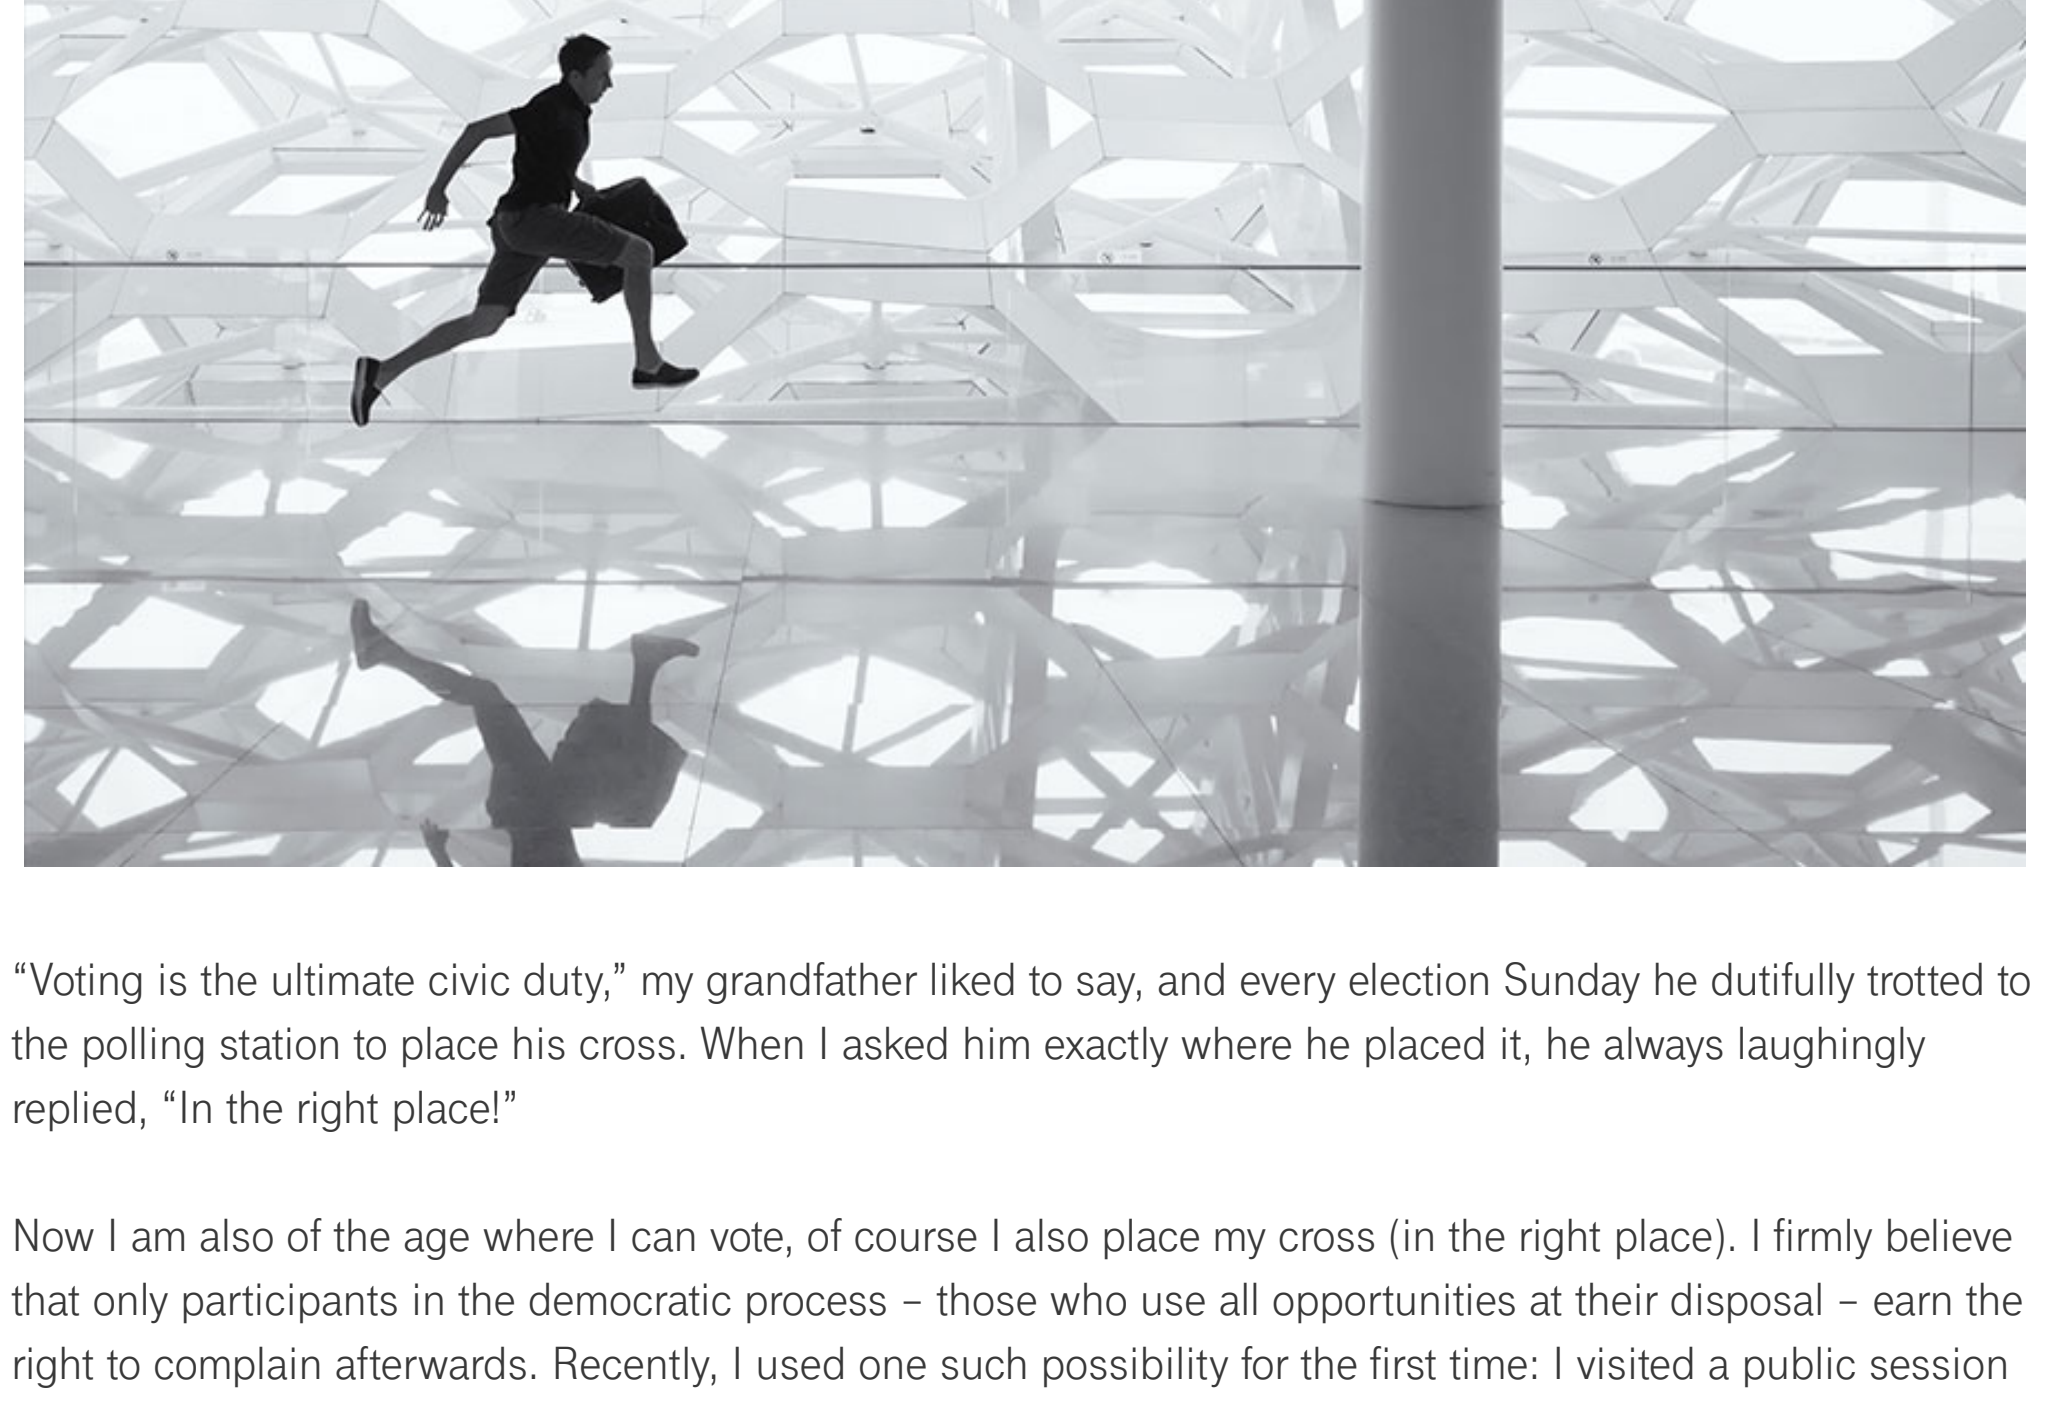 “Voting is the ultimate civic duty,” my grandfather liked to say, and every election Sunday he dutifully trotted to
the polling station to place his cross. When I asked him exactly where he placed it, he always laughingly
replied, “In the right place!”
Now I am also of the age where I can vote, of course I also place my cross (in the right place). I firmly believe
that only participants in the democratic process – those who use all opportunities at their disposal – earn the
right to complain afterwards. Recently, I used one such possibility for the first time: I visited a public session